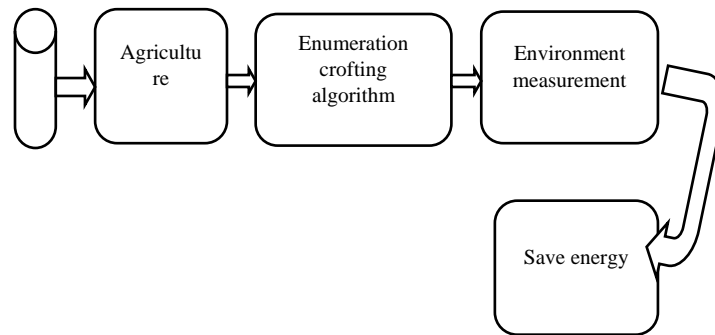 Agricultu
re
Enumeration
crofting
algorithm
Environment
measurement
Save energy